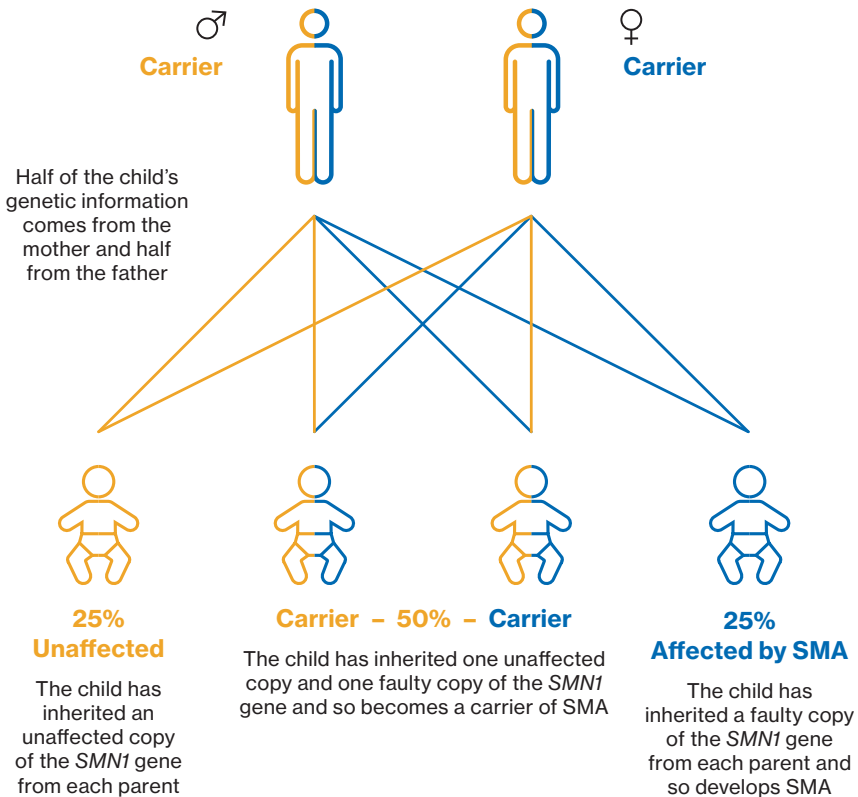 ♂
Carrier
♀
Carrier
Half of the child's
genetic information
comes from the
mother and half
from the father
25%
Unaffected
The child has
inherited an
unaffected copy
of the SMN1 gene
from each parent
Carrier – 50% – Carrier
The child has inherited one unaffected
copy and one faulty copy of the SMN1
gene and so becomes a carrier of SMA
25%
Affected by SMA
The child has
inherited a faulty copy
of the SMN1 gene
from each parent and
so develops SMA